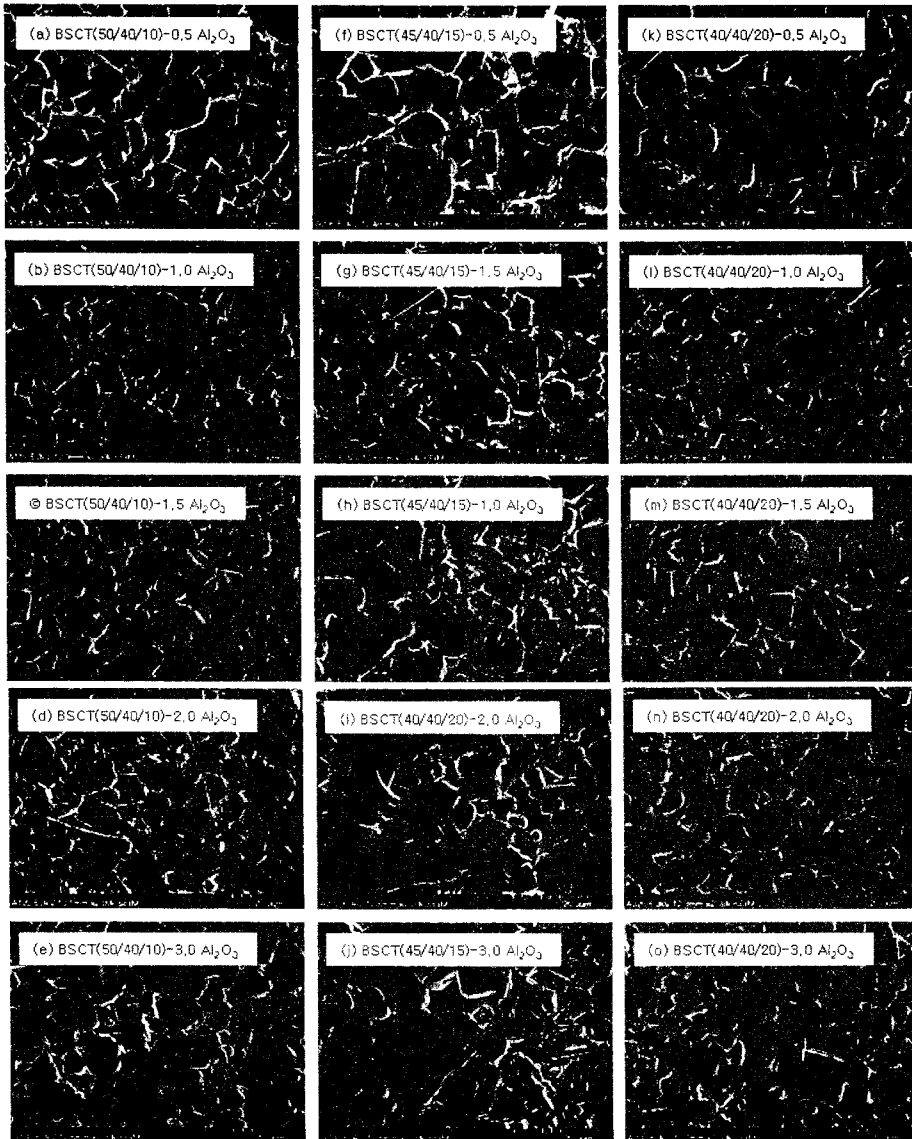 (a) BSCT(50/40/10)-0,5 Al₂O₃
(f) BSCT(45/40/15)-0,5 Al₂O₃
(k) BSCT(40/40/20)-0,5 Al₂O₃
(b) BSCT(50/40/10)-1,0 Al₂O₃
(g) BSCT(45/40/15)-1,5 Al₂O₃
(l) BSCT(40/40/20)-1,0 Al₂O₃
© BSCT(50/40/10)-1,5 Al₂O₃
(h) BSCT(45/40/15)-1,0 Al₂O₃
(m) BSCT(40/40/20)-1,5 Al₂O₃
(d) BSCT(50/40/10)-2,0 Al₂O₃
(i) BSCT(40/40/20)-2,0 Al₂O₃
(n) BSCT(40/40/20)-2,0 Al₂O₃
(e) BSCT(50/40/10)-3,0 Al₂O₃
(j) BSCT(45/40/15)-3,0 Al₂O₃
(o) BSCT(40/40/20)-3,0 Al₂O₃